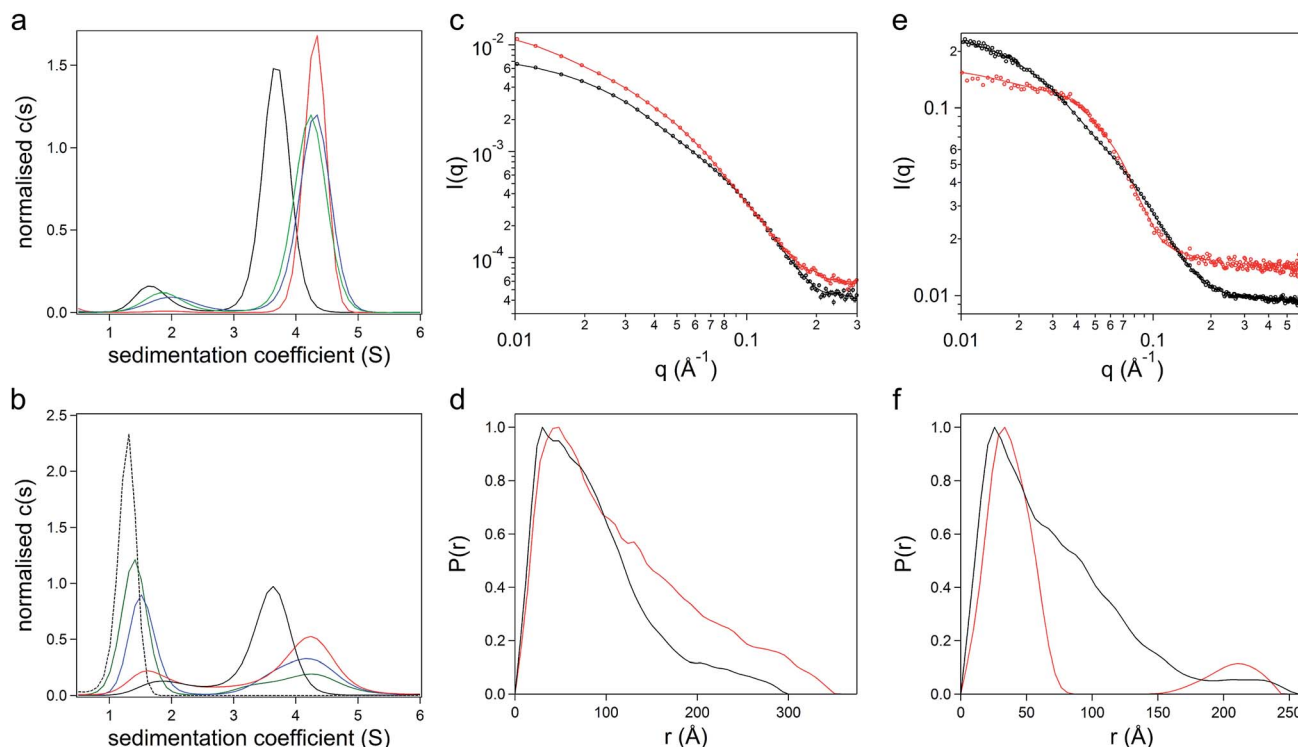 a
normalised c(s)
1.5
1.0
0.5
0.0
1 2 3 4 5 6
sedimentation coefficient (S)
b
normalised c(s)
2.5
2.0
1.5
1.0
0.5
0.0
1 2 3 4 5 6
sedimentation coefficient (S)
c
I(q)
10⁻²
6
4
2
10⁻³
6
4
2
10⁻⁴
6
4
0.01 2 3 4 5 6 7 8 0.1 2 3
q (Å⁻¹)
d
P(r)
1.0
0.8
0.6
0.4
0.2
0.0
0 100 200 300
r (Å)
e
I(q)
2
0.1
6
5
4
3
2
0.01
0.01 2 3 4 5 6 7 0.1 2 3 4 5
q (Å⁻¹)
f
P(r)
1.0
0.8
0.6
0.4
0.2
0.0
0 50 100 150 200 250
r (Å)